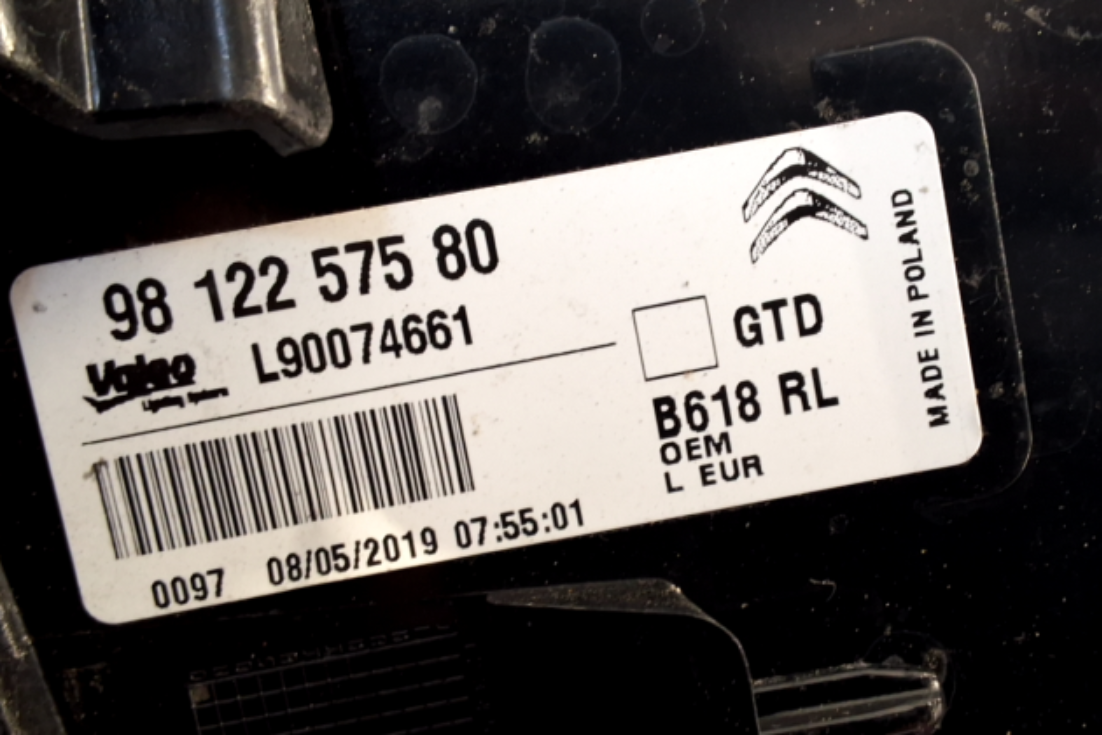 98 122 575 80
Valeo L90074661
Lighting Systems
GTD
B618 RL
OEM
L EUR
0097 08/05/2019 07:55:01
MADE IN POLAND